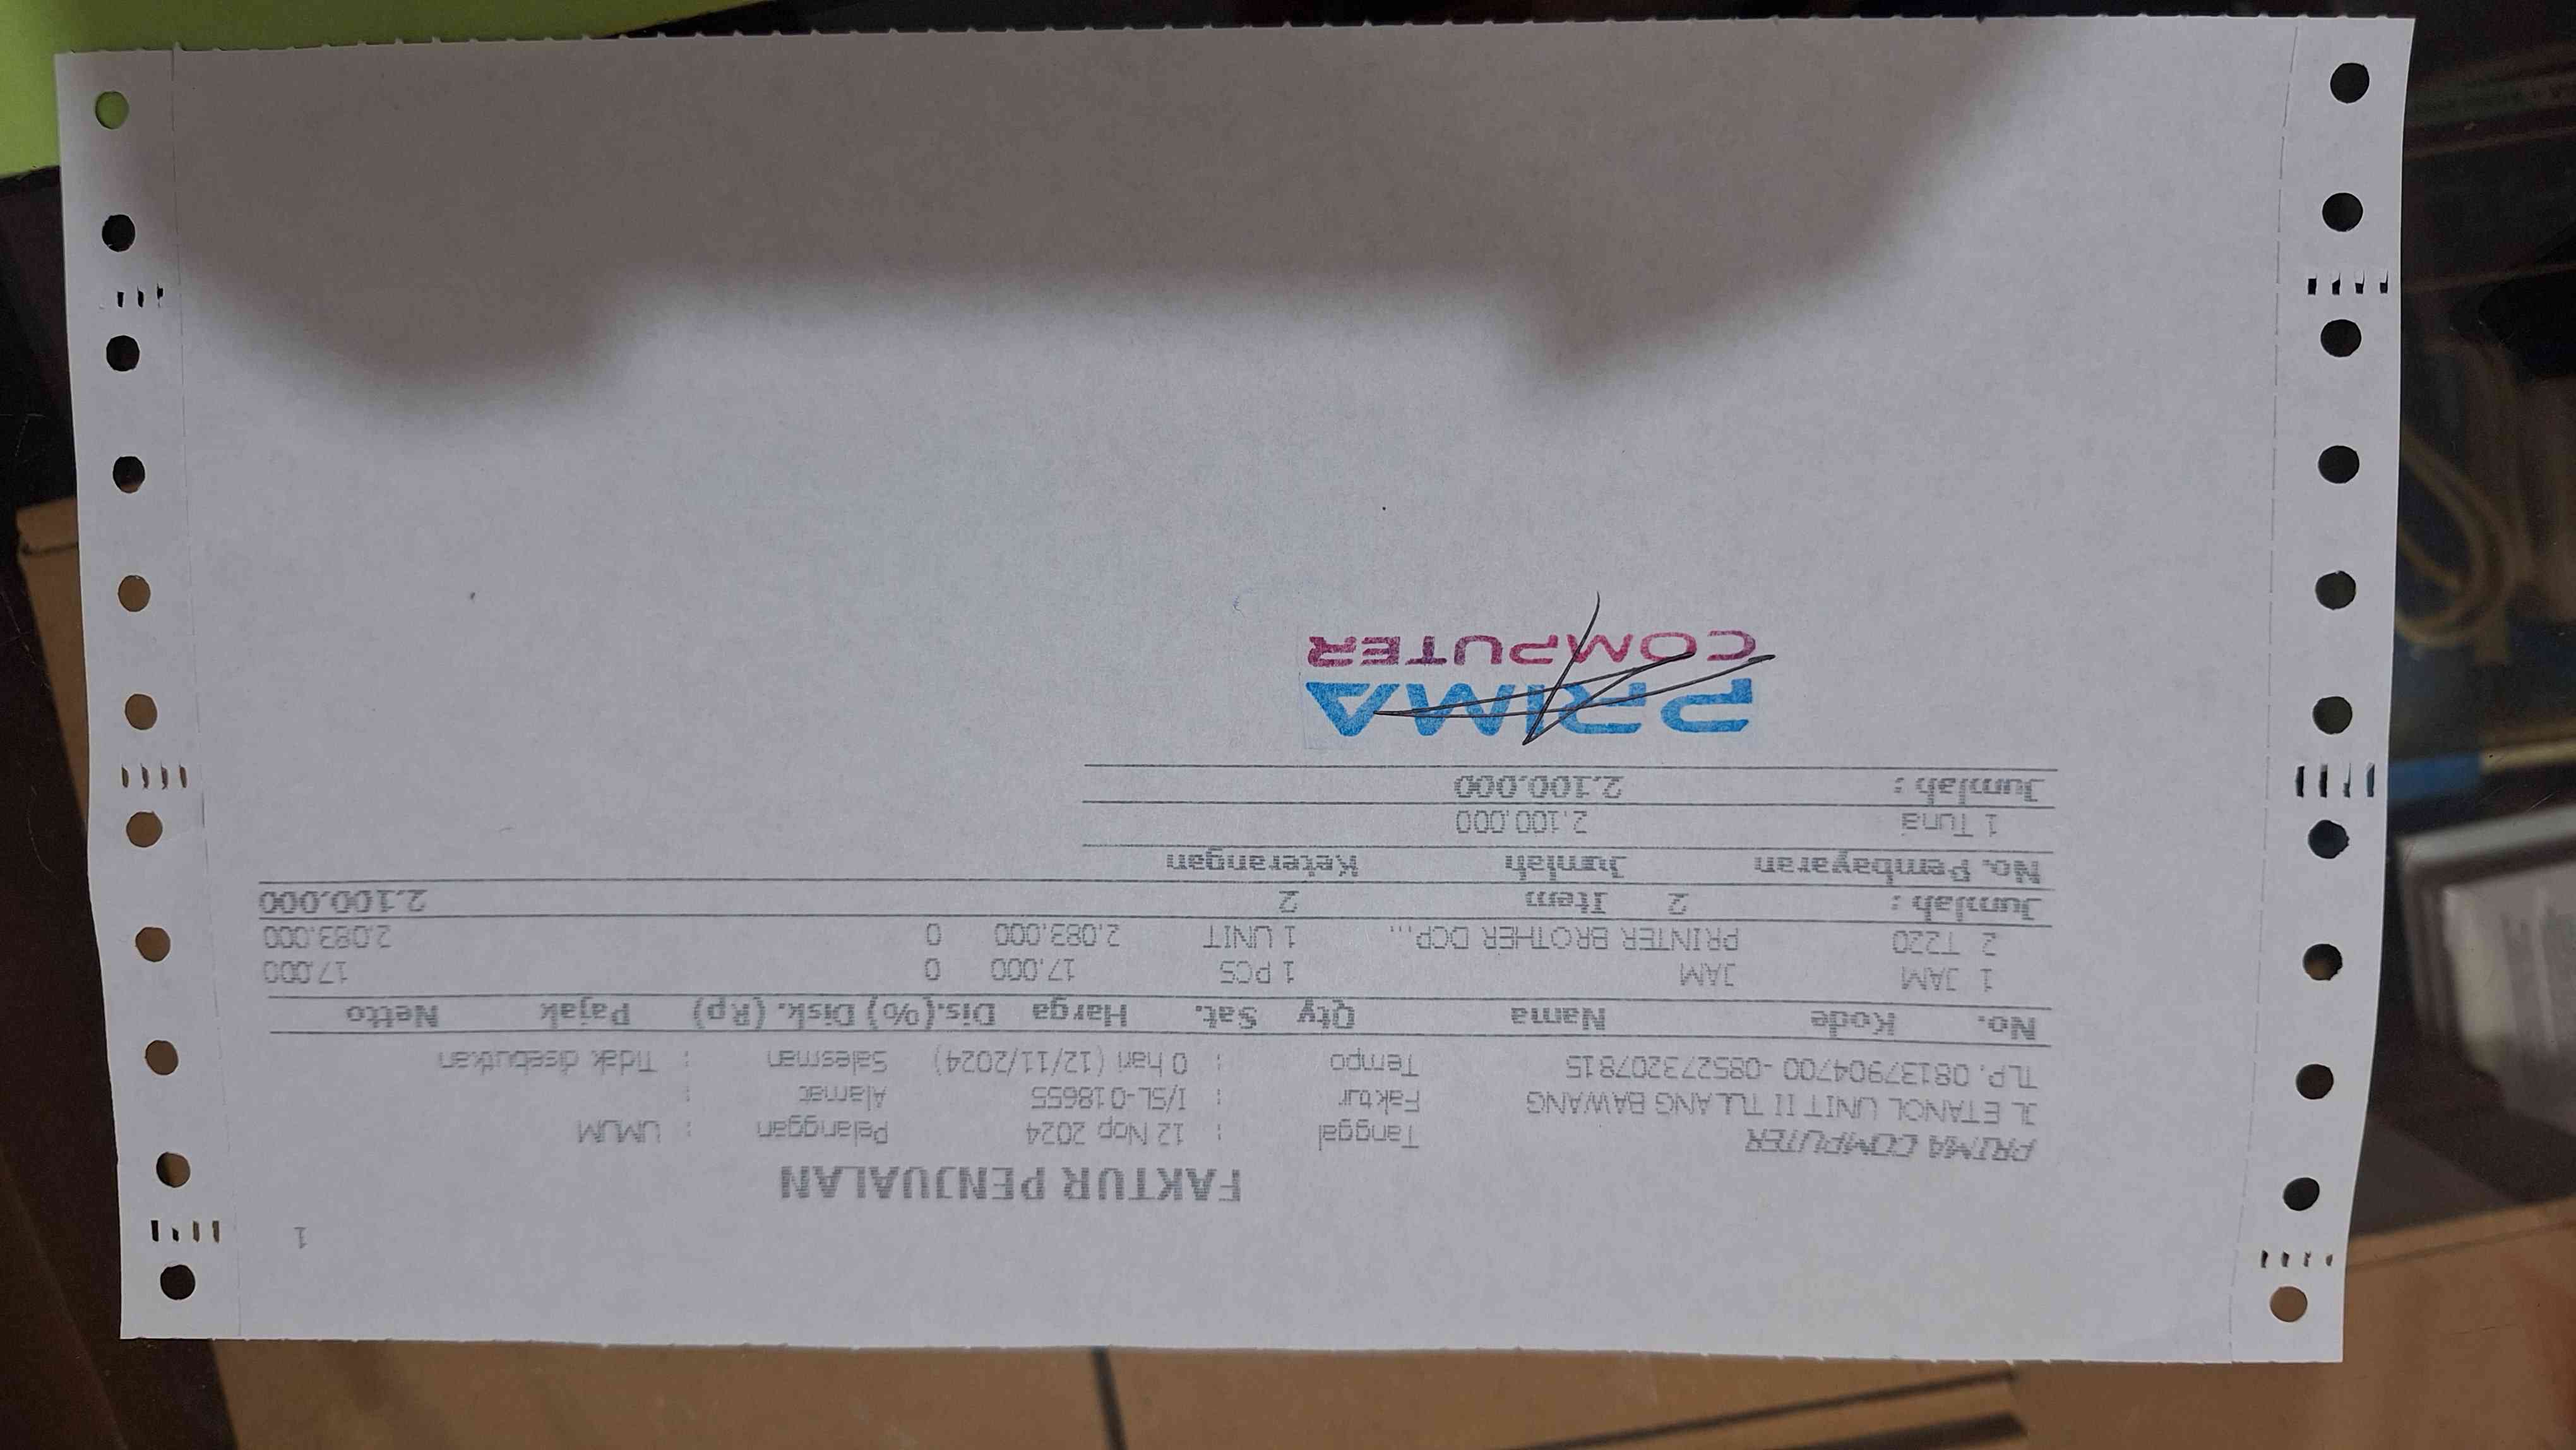 1
FAKTUR PENJUALAN
PRIMA COMPUTER Tanggal : 12 Nop 2024 Pelanggan : UMUM
JL ETANOL UNIT II TULANG BAWANG Faktur : I/SL-018655 Alamat :
TLP. 08137904700 -085273207815 Tempo : 0 hari (12/11/2024) Salesman : Tidak disebutkan
No. Kode Nama Qty Sat. Harga Dis.(%) Disk. (Rp) Pajak Netto
1 JAM JAM 1 PCS 17.000 0 17.000
2 T220 PRINTER BROTHER DCP,... 1 UNIT 2.083.000 0 2.083.000
Jumlah : 2 Item 2 2.100.000
No. Pembayaran Jumlah Keterangan
1 Tuna 2.100.000
Jumlah : 2.100.000
PRIMA
COMPUTER